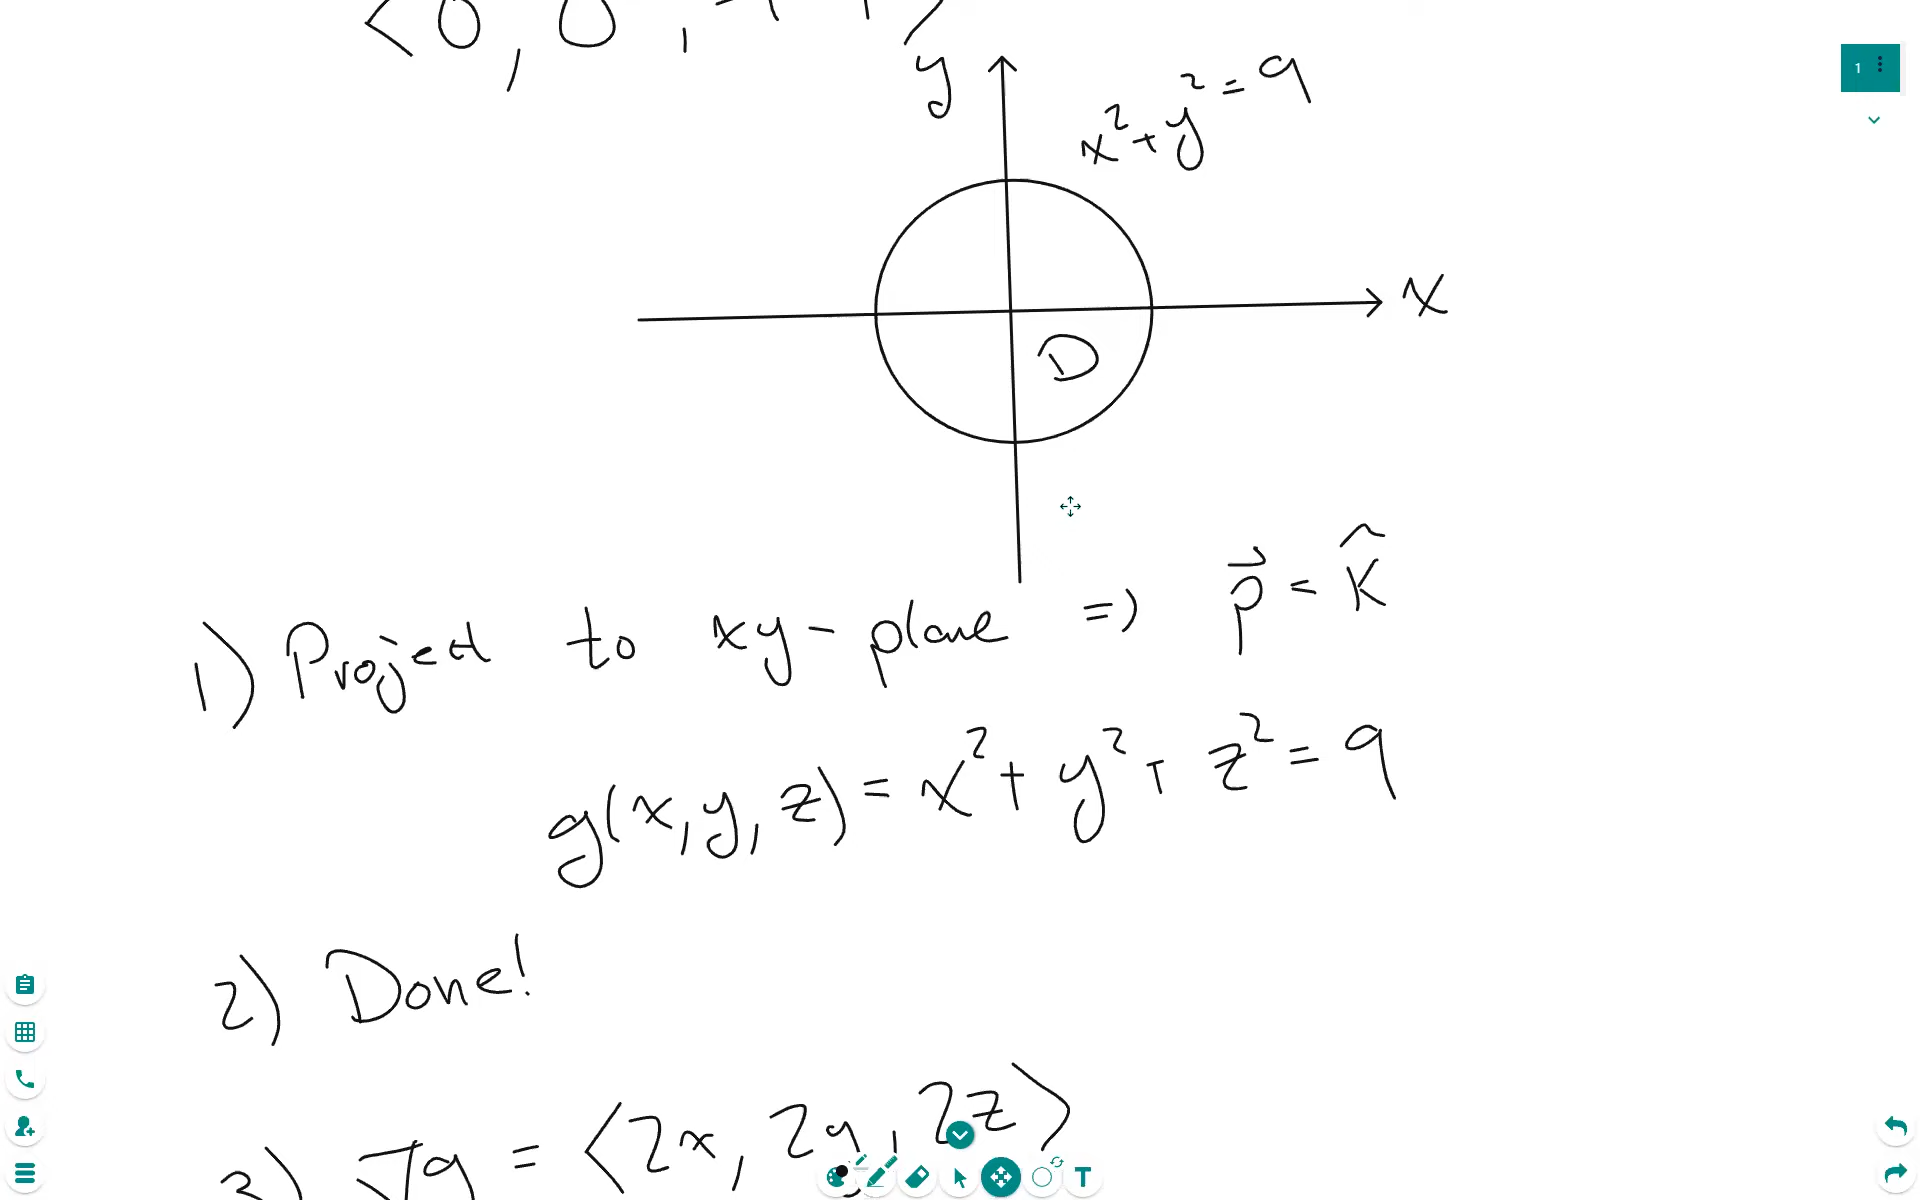 y
x² + y² = 9
x
D
1) Project to xy-plane => p⃗ = k̂
g(x, y, z) = x² + y² + z² = 9
2) Done!
3) ∇g = ⟨2x, 2y, 2z⟩
1
T